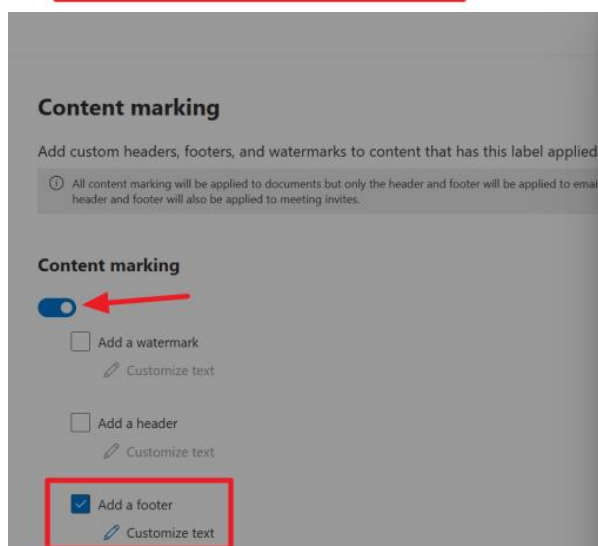 Content marking
Add custom headers, footers, and watermarks to content that has this label applied
All content marking will be applied to documents but only the header and footer will be applied to emai
header and footer will also be applied to meeting invites.
Content marking
Add a watermark
Customize text
Add a header
Customize text
Add a footer
Customize text